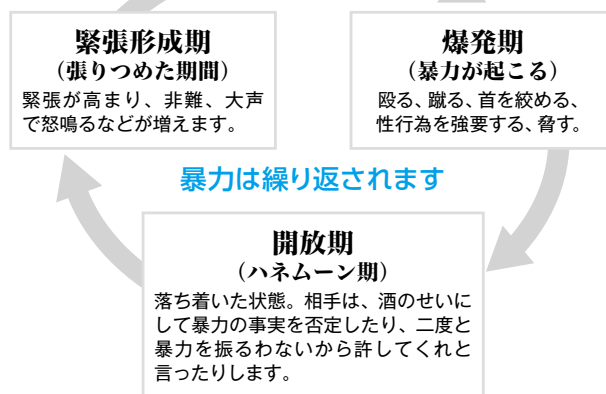 緊張形成期
（張りつめた期間）
緊張が高まり、非難、大声
で怒鳴るなどが増えます。
爆発期
（暴力が起こる）
殴る、蹴る、首を絞める、
性行為を強要する、脅す。
暴力は繰り返されます
開放期
（ハネムーン期）
落ち着いた状態。相手は、酒のせいに
して暴力の事実を否定したり、二度と
暴力を振るわないから許してくれと
言ったりします。